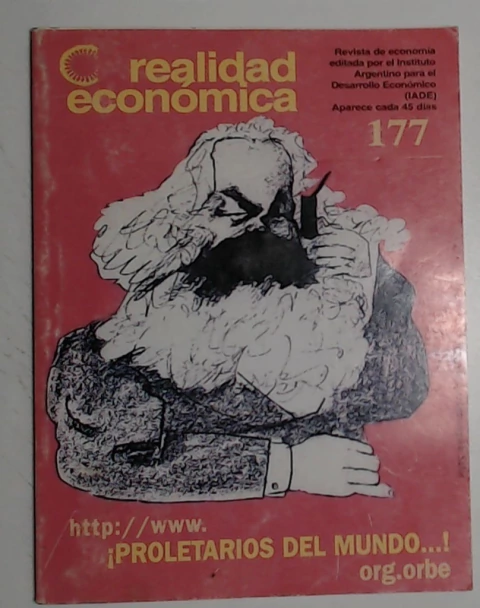 realidad
económica
Revista de economía
editada por el Instituto
Argentino para el
Desarrollo Económico
(IADE)
Aparece cada 45 días
177
http://www.
¡PROLETARIOS DEL MUNDO...!
org.orbe